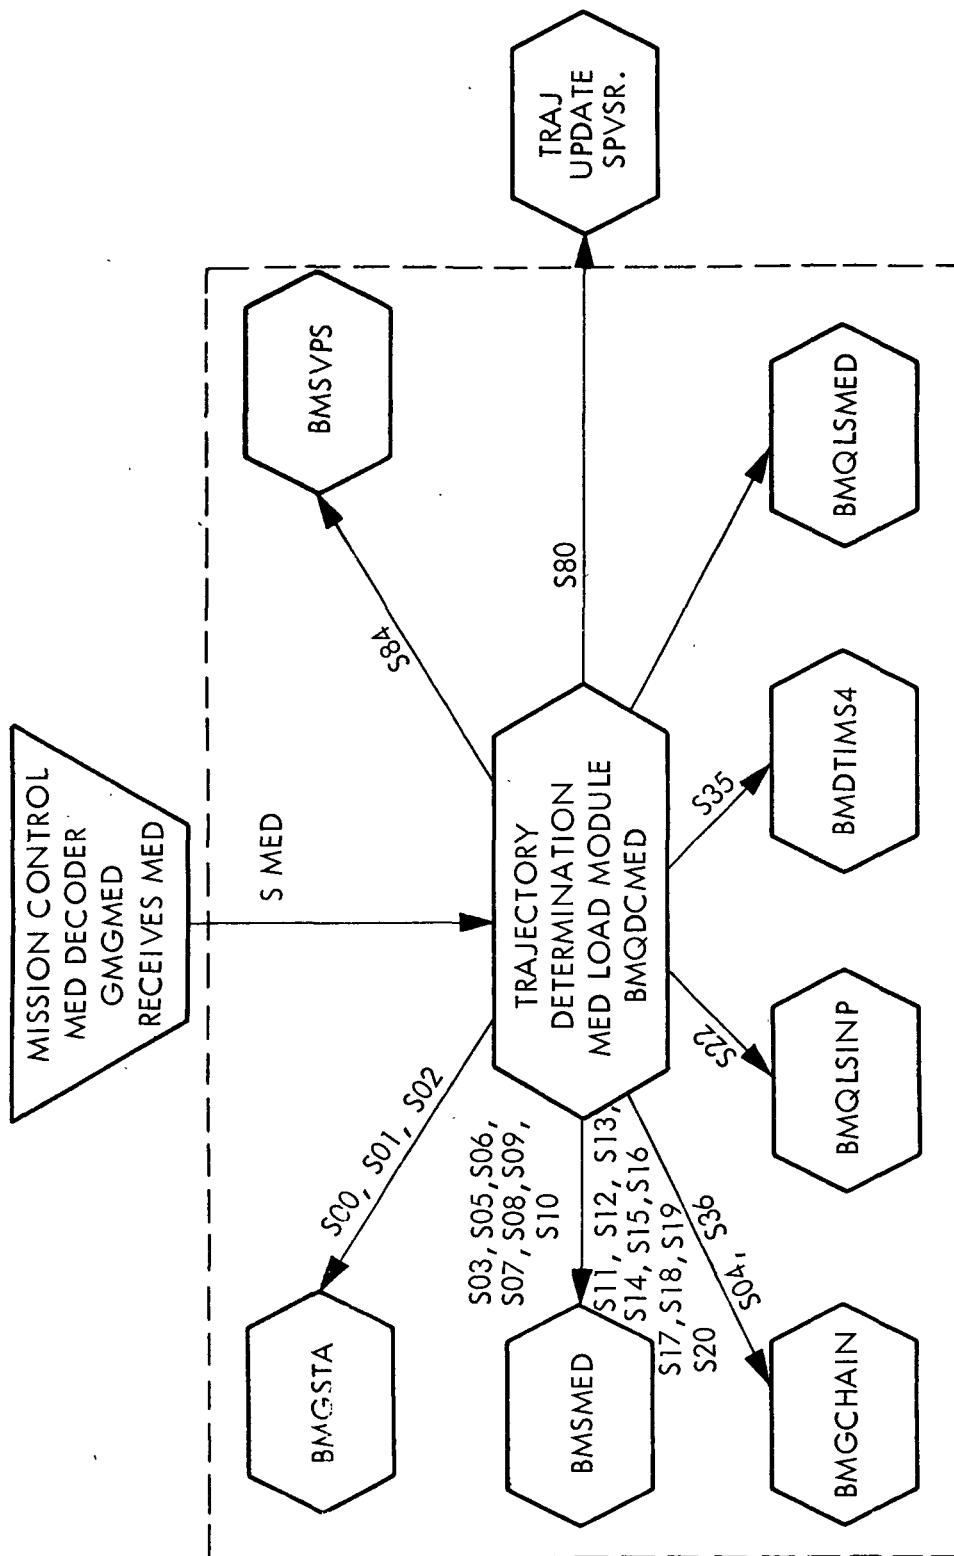 MISSION CONTROL
MED DECODER
GMGMED
RECEIVES MED
S MED
TRAJECTORY
DETERMINATION
MED LOAD MODULE
BMQDCMED
S00, S01, S02
BMGSTA
S84
BMSVPS
S03, S05, S06,
S07, S08, S09,
S10
S11, S12, S13,
S14, S15, S16
S17, S18, S19
S20
BMSMED
S80
TRAJ
UPDATE
SPVSR.
S04, S36
BMGCHAIN
S22
BMQLSINP
S35
BMDTIMS4
BMQLSMED